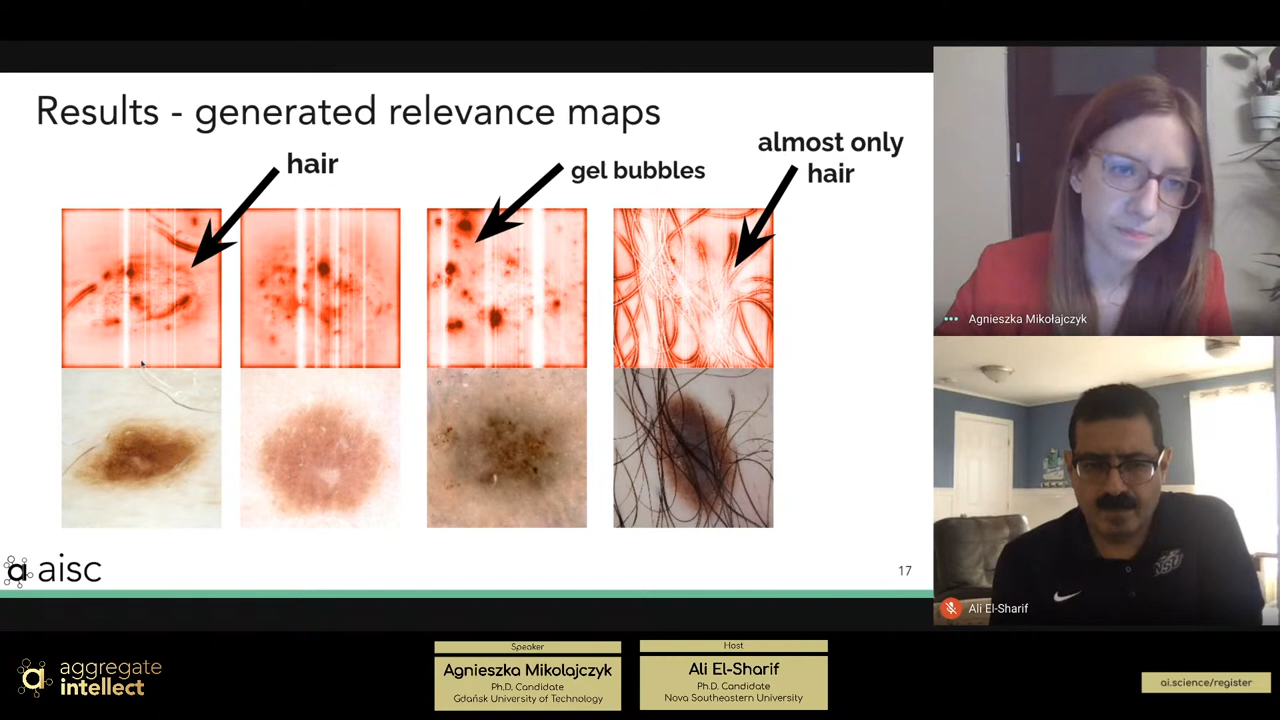 Results - generated relevance maps
hair
gel bubbles
almost only
hair
aisc
17
Agnieszka Mikołajczyk
Ali El-Sharif
NSU
aggregate
intellect
Speaker
Agnieszka Mikolajczyk
Ph.D. Candidate
Gdańsk University of Technology
Host
Ali El-Sharif
Ph.D. Candidate
Nova Southeastern University
ai.science/register